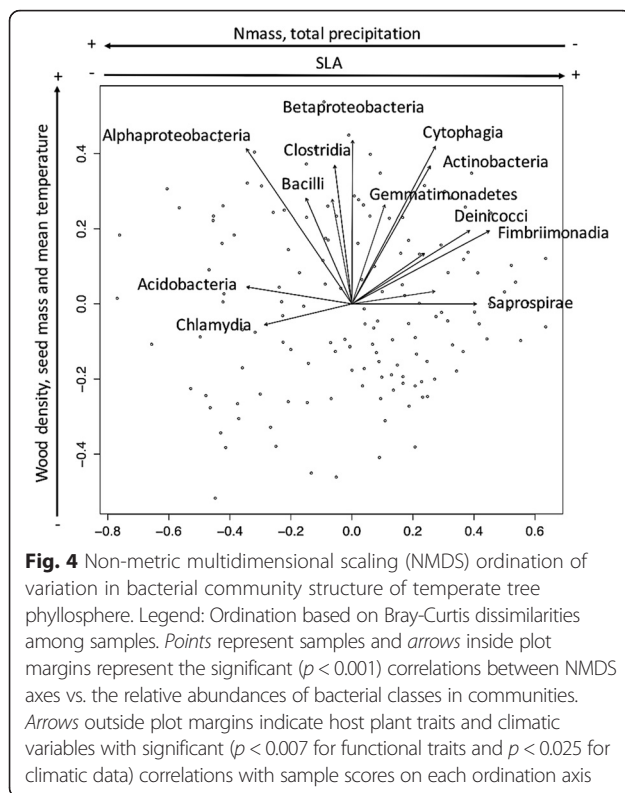 Nmass, total precipitation
+ -
SLA
- +
Wood density, seed mass and mean temperature
+
-
Betaproteobacteria
Alphaproteobacteria
Cytophagia
Clostridia
Actinobacteria
Bacilli
Gemmatimonadetes
Deinicocci
Fimbriimonadia
Acidobacteria
Saprospirae
Chlamydia
0.4
0.2
0.0
−0.2
−0.4
−0.8 −0.6 −0.4 −0.2 0.0 0.2 0.4 0.6
Fig. 4 Non-metric multidimensional scaling (NMDS) ordination of
variation in bacterial community structure of temperate tree
phyllosphere. Legend: Ordination based on Bray-Curtis dissimilarities
among samples. Points represent samples and arrows inside plot
margins represent the significant (p < 0.001) correlations between NMDS
axes vs. the relative abundances of bacterial classes in communities.
Arrows outside plot margins indicate host plant traits and climatic
variables with significant (p < 0.007 for functional traits and p < 0.025 for
climatic data) correlations with sample scores on each ordination axis